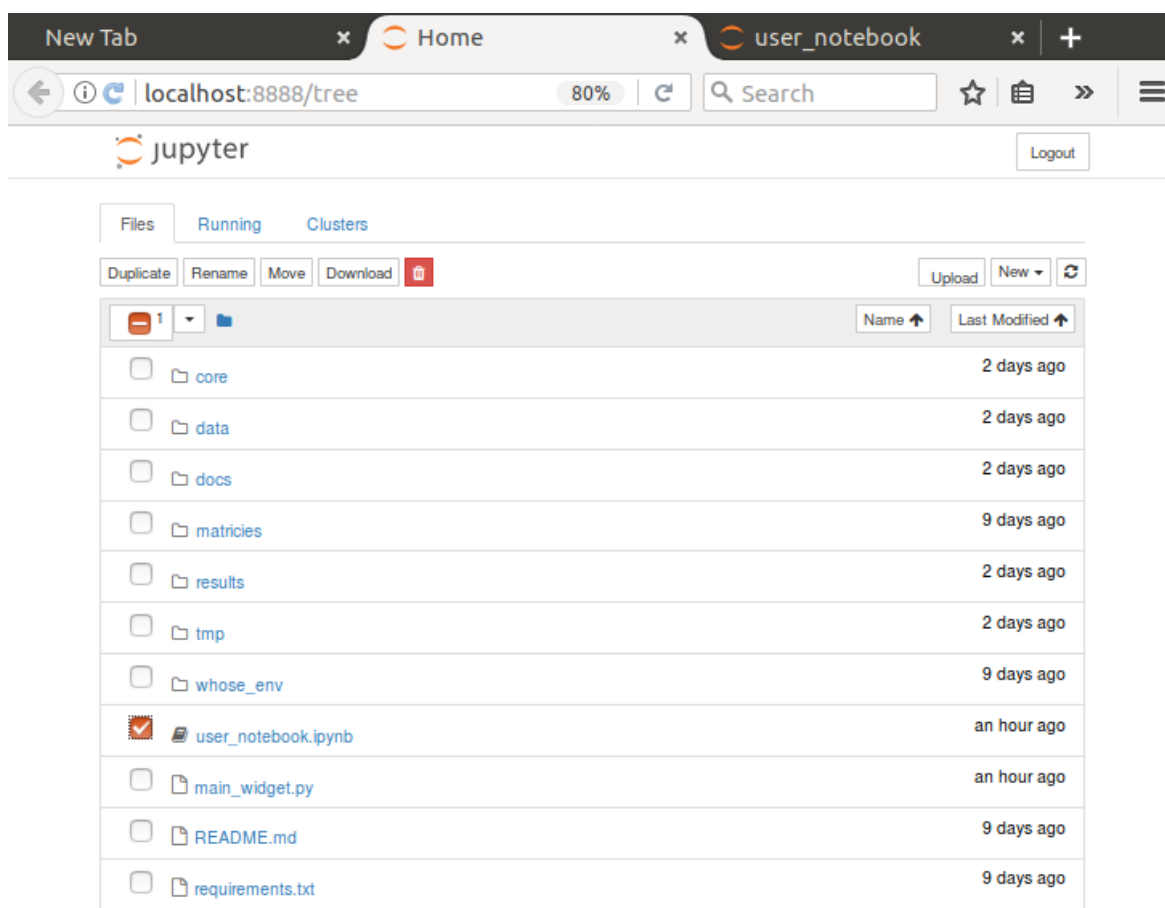 New Tab × Home × user_notebook × +
localhost:8888/tree 80% Search »
jupyter Logout
Files Running Clusters
Duplicate Rename Move Download Upload New
1 Name Last Modified
core 2 days ago
data 2 days ago
docs 2 days ago
matricies 9 days ago
results 2 days ago
tmp 2 days ago
whose_env 9 days ago
user_notebook.ipynb an hour ago
main_widget.py an hour ago
README.md 9 days ago
requirements.txt 9 days ago